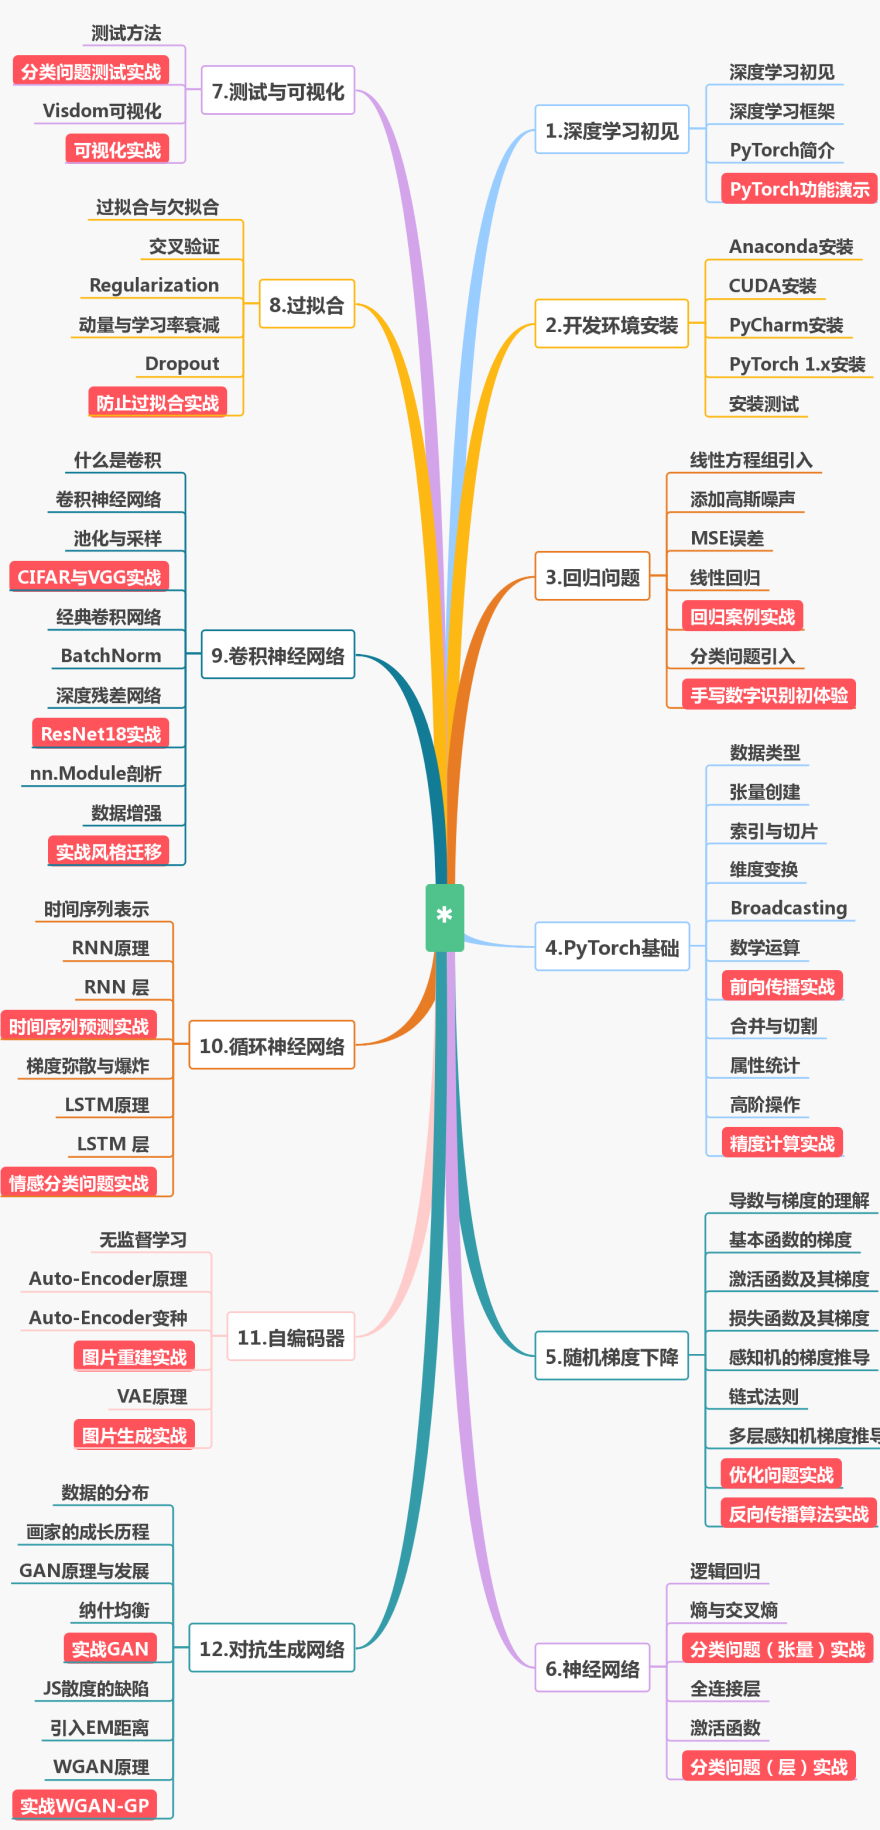 1.深度学习初见
深度学习初见
深度学习框架
PyTorch简介
PyTorch功能演示
2.开发环境安装
Anaconda安装
CUDA安装
PyCharm安装
PyTorch 1.x安装
安装测试
3.回归问题
线性方程组引入
添加高斯噪声
MSE误差
线性回归
回归案例实战
分类问题引入
手写数字识别初体验
4.PyTorch基础
数据类型
张量创建
索引与切片
维度变换
Broadcasting
数学运算
前向传播实战
合并与切割
属性统计
高阶操作
精度计算实战
5.随机梯度下降
导数与梯度的理解
基本函数的梯度
激活函数及其梯度
损失函数及其梯度
感知机的梯度推导
链式法则
多层感知机梯度推导
优化问题实战
反向传播算法实战
6.神经网络
逻辑回归
熵与交叉熵
分类问题（张量）实战
全连接层
激活函数
分类问题（层）实战
7.测试与可视化
测试方法
分类问题测试实战
Visdom可视化
可视化实战
8.过拟合
过拟合与欠拟合
交叉验证
Regularization
动量与学习率衰减
Dropout
防止过拟合实战
9.卷积神经网络
什么是卷积
卷积神经网络
池化与采样
CIFAR与VGG实战
经典卷积网络
BatchNorm
深度残差网络
ResNet18实战
nn.Module剖析
数据增强
实战风格迁移
*
10.循环神经网络
时间序列表示
RNN原理
RNN 层
时间序列预测实战
梯度弥散与爆炸
LSTM原理
LSTM 层
情感分类问题实战
11.自编码器
无监督学习
Auto-Encoder原理
Auto-Encoder变种
图片重建实战
VAE原理
图片生成实战
12.对抗生成网络
数据的分布
画家的成长历程
GAN原理与发展
纳什均衡
实战GAN
JS散度的缺陷
引入EM距离
WGAN原理
实战WGAN-GP